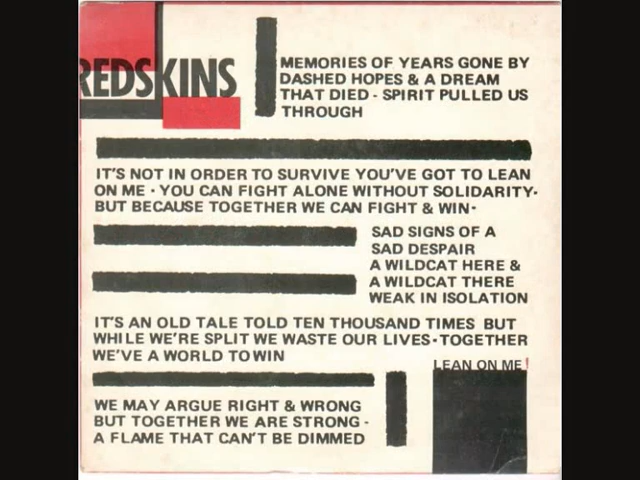 REDSKINS
MEMORIES OF YEARS GONE BY
DASHED HOPES & A DREAM
THAT DIED - SPIRIT PULLED US
THROUGH
IT'S NOT IN ORDER TO SURVIVE YOU'VE GOT TO LEAN
ON ME · YOU CAN FIGHT ALONE WITHOUT SOLIDARITY·
BUT BECAUSE TOGETHER WE CAN FIGHT & WIN·
SAD SIGNS OF A
SAD DESPAIR
A WILDCAT HERE &
A WILDCAT THERE
WEAK IN ISOLATION
IT'S AN OLD TALE TOLD TEN THOUSAND TIMES BUT
WHILE WE'RE SPLIT WE WASTE OUR LIVES·TOGETHER
WE'VE A WORLD TO WIN
LEAN ON ME!
WE MAY ARGUE RIGHT & WRONG
BUT TOGETHER WE ARE STRONG -
A FLAME THAT CAN'T BE DIMMED